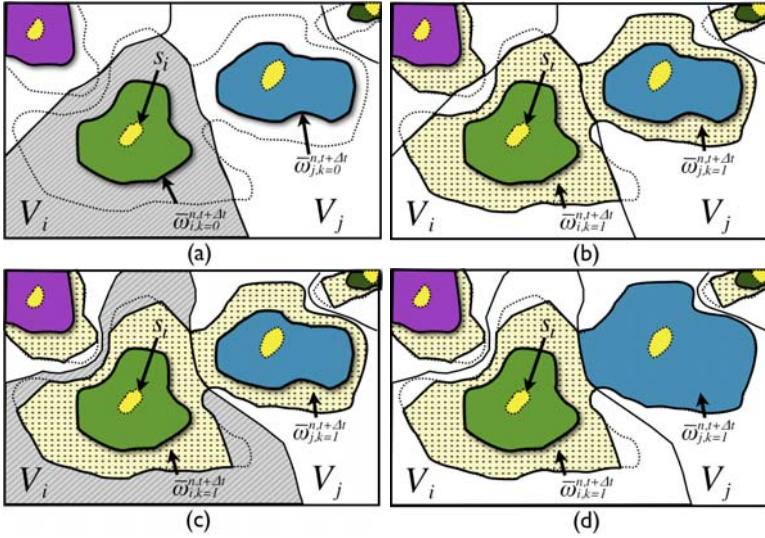 s_i
ω̄_{j,k=0}^{n,t+Δt}
V_i
ω̄_{i,k=0}^{n,t+Δt}
V_j
(a)
s_i
ω̄_{j,k=1}^{n,t+Δt}
V_i
ω̄_{i,k=1}^{n,t+Δt}
V_j
(b)
s_i
ω̄_{j,k=1}^{n,t+Δt}
V_i
ω̄_{i,k=1}^{n,t+Δt}
V_j
(c)
s_i
ω̄_{j,k=1}^{n,t+Δt}
V_i
ω̄_{i,k=1}^{n,t+Δt}
V_j
(d)